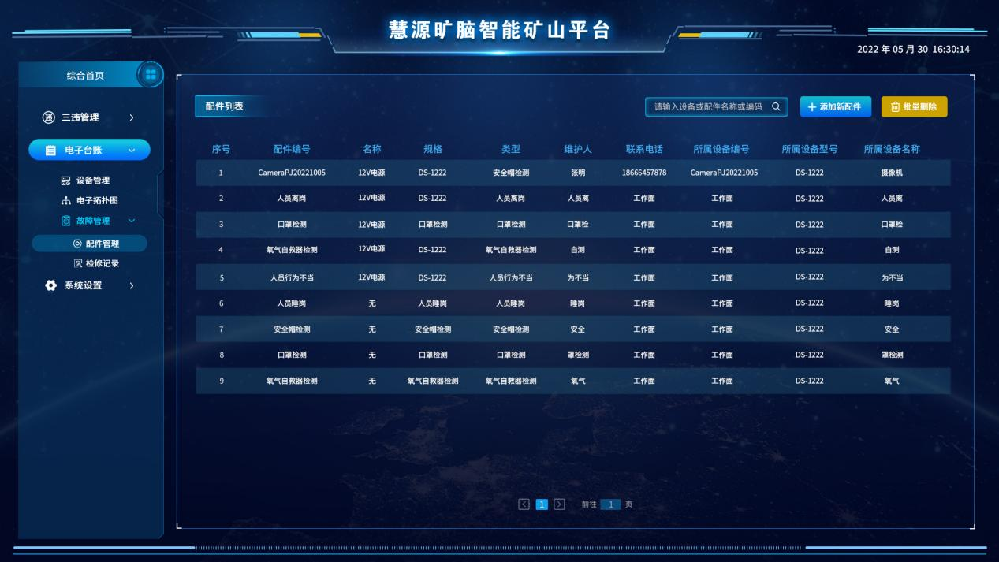 慧源旷脑智能矿山平台
2022 年 05 月 30 16:30:14
综合首页
三违管理
电子台账
设备管理
电子拓扑图
故障管理
配件管理
检修记录
系统设置
配件列表
请输入设备或配件名称或编码
添加新配件
批量删除
序号 配件编号 名称 规格 类型 维护人 联系电话 所属设备编号 所属设备型号 所属设备名称
1 CameraPJ20221005 12V电源 DS-1222 安全帽检测 张明 18666457878 CameraPJ20221005 DS-1222 摄像机
2 人员离岗 12V电源 DS-1222 人员离岗 人员离 工作面 工作面 DS-1222 人员离
3 口罩检测 12V电源 口罩检测 口罩检测 口罩检 工作面 工作面 DS-1222 口罩检
4 氧气自救器检测 12V电源 DS-1222 氧气自救器检测 自测 工作面 工作面 DS-1222 自测
5 人员行为不当 12V电源 DS-1222 人员行为不当 为不当 工作面 工作面 DS-1222 为不当
6 人员睡岗 无 人员睡岗 人员睡岗 睡岗 工作面 工作面 DS-1222 睡岗
7 安全帽检测 无 安全帽检测 安全帽检测 安全 工作面 工作面 DS-1222 安全
8 口罩检测 无 口罩检测 口罩检测 罩检测 工作面 工作面 DS-1222 罩检测
9 氧气自救器检测 无 氧气自救器检测 氧气自救器检测 氧气 工作面 工作面 DS-1222 氧气
1 前往 1 页